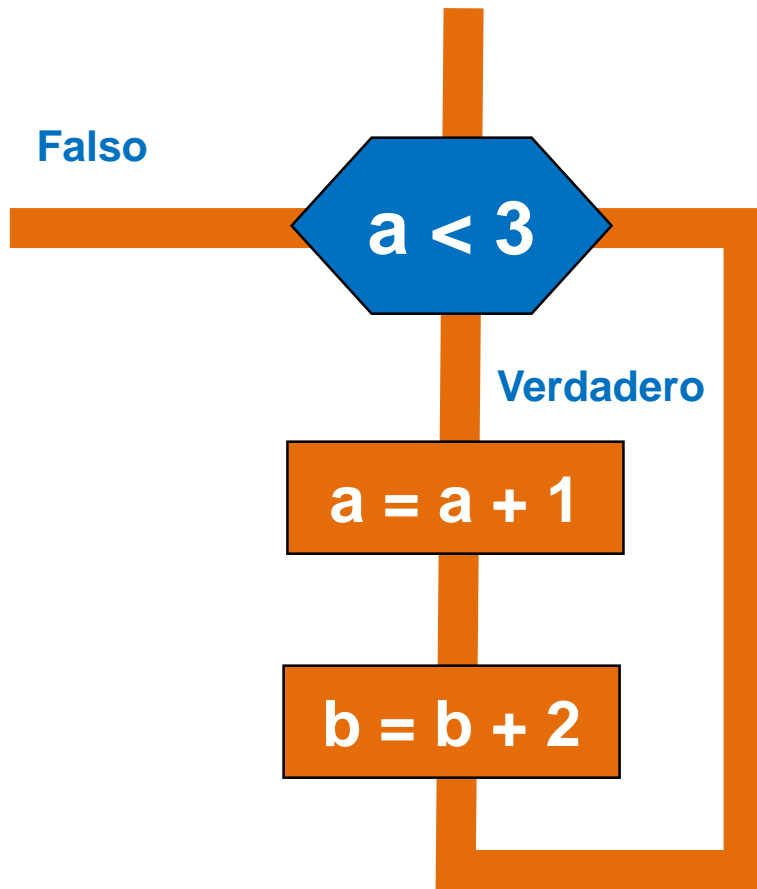 Falso
a < 3
Verdadero
a = a + 1
b = b + 2